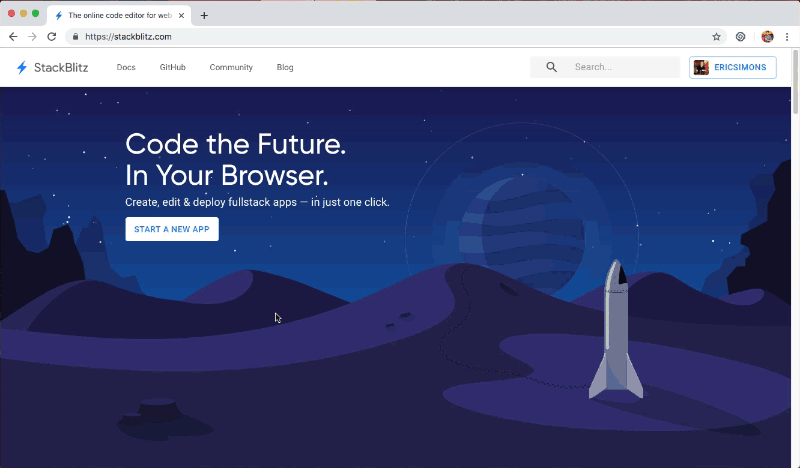 The online code editor for web
https://stackblitz.com
StackBlitz
Docs
GitHub
Community
Blog
Search...
ERICSIMONS
Code the Future.
In Your Browser.
Create, edit & deploy fullstack apps — in just one click.
START A NEW APP